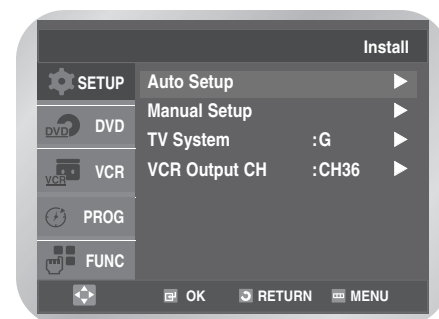 Install
SETUP
DVD DVD
VCR VCR
PROG
FUNC
Auto Setup
Manual Setup
TV System :G
VCR Output CH :CH36
OK RETURN MENU